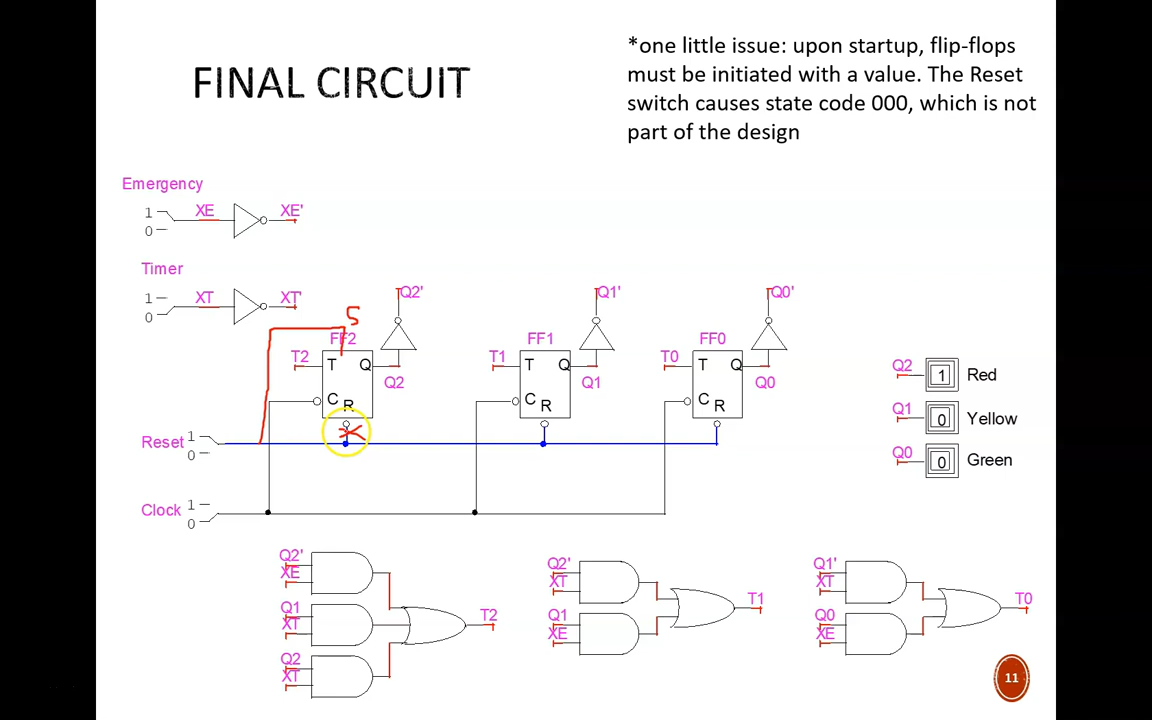 FINAL CIRCUIT
*one little issue: upon startup, flip-flops
must be initiated with a value. The Reset
switch causes state code 000, which is not
part of the design
Emergency
1
0
XE
XE'
Timer
1
0
XT
XT'
S
Q2'
Q1'
Q0'
FF2
FF1
FF0
T2
T
Q
T1
T
Q
T0
T
Q
Q2
Q1
Q0
C
R
C
R
C
R
Q2
1
Red
Q1
0
Yellow
Q0
0
Green
Reset
1
0
Clock
1
0
Q2'
XE
Q1
XT
Q2
XT
T2
Q2'
XT
Q1
XE
T1
Q1'
XT
Q0
XE
T0
11